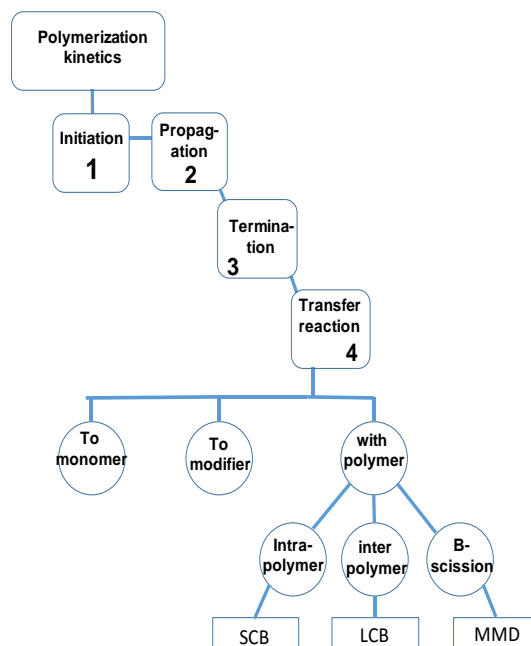 Polymerization
kinetics
Initiation
1
Propag-
ation
2
Termina-
tion
3
Transfer
reaction
4
To
monomer
To
modifier
with
polymer
Intra-
polymer
inter
polymer
B-
scission
SCB
LCB
MMD